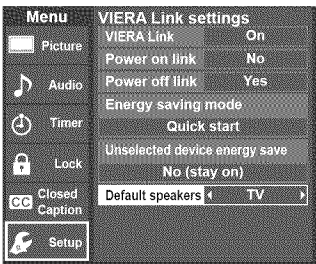 Menu
Picture
Audio
Timer
Lock
CC Closed
Caption
Setup
VIERA Link settings
VIERA Link On
Power on link No
Power off link Yes
Energy saving mode
Quick start
Unselected device energy save
No (stay on)
Default speakers TV